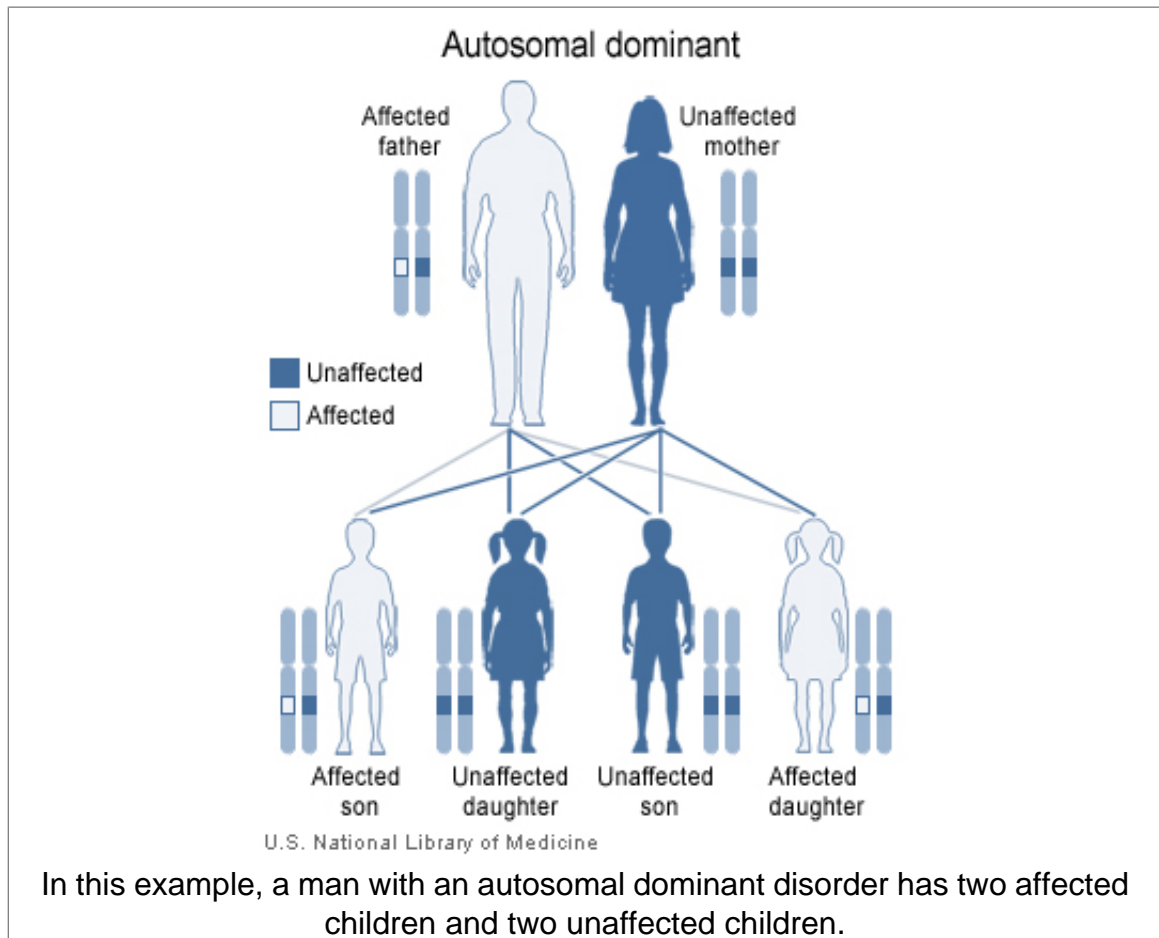 Autosomal dominant
Affected
father
Unaffected
mother
Unaffected
Affected
Affected
son
Unaffected
daughter
Unaffected
son
Affected
daughter
U.S. National Library of Medicine
In this example, a man with an autosomal dominant disorder has two affected
children and two unaffected children.